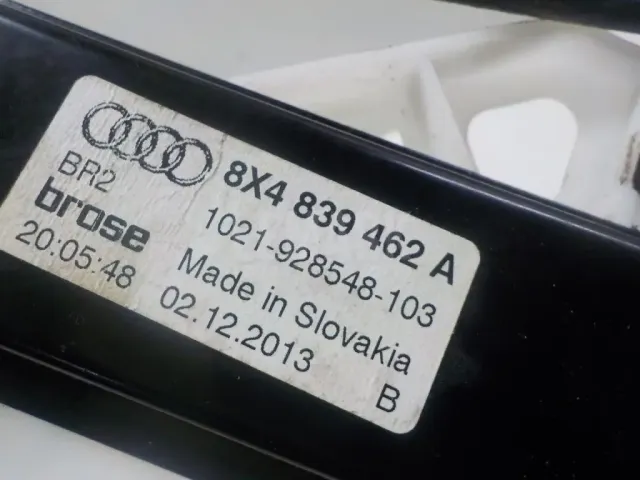 8X4 839 462 A
BR2
1021-928548-103
brose
Made in Slovakia
20:05:48
02.12.2013
B